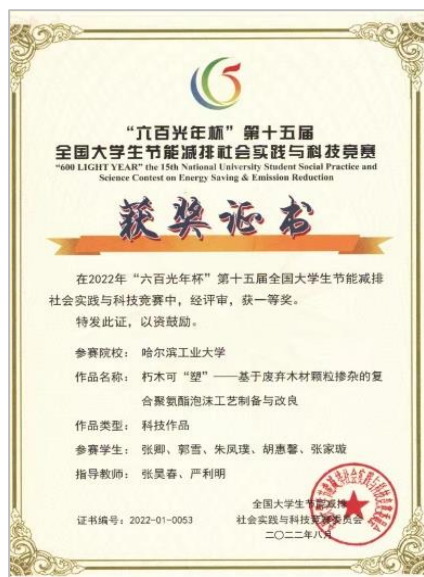 “六百光年杯”第十五届
全国大学生节能减排社会实践与科技竞赛
“600 LIGHT YEAR” the 15th National University Student Social Practice and
Science Contest on Energy Saving & Emission Reduction
获奖证书
在2022年“六百光年杯”第十五届全国大学生节能减排
社会实践与科技竞赛中，经评审，获一等奖。
特发此证，以资鼓励。
参赛院校：哈尔滨工业大学
作品名称：朽木可“塑”——基于废弃木材颗粒掺杂的复
合聚氨酯泡沫工艺制备与改良
作品类型：科技作品
参赛学生：张卿、郭雪、朱凤璞、胡惠馨、张家璇
指导教师：张昊春、严利明
全国大学生节能减排
证书编号：2022-01-0053 社会实践与科技竞赛委员会
二〇二二年八月